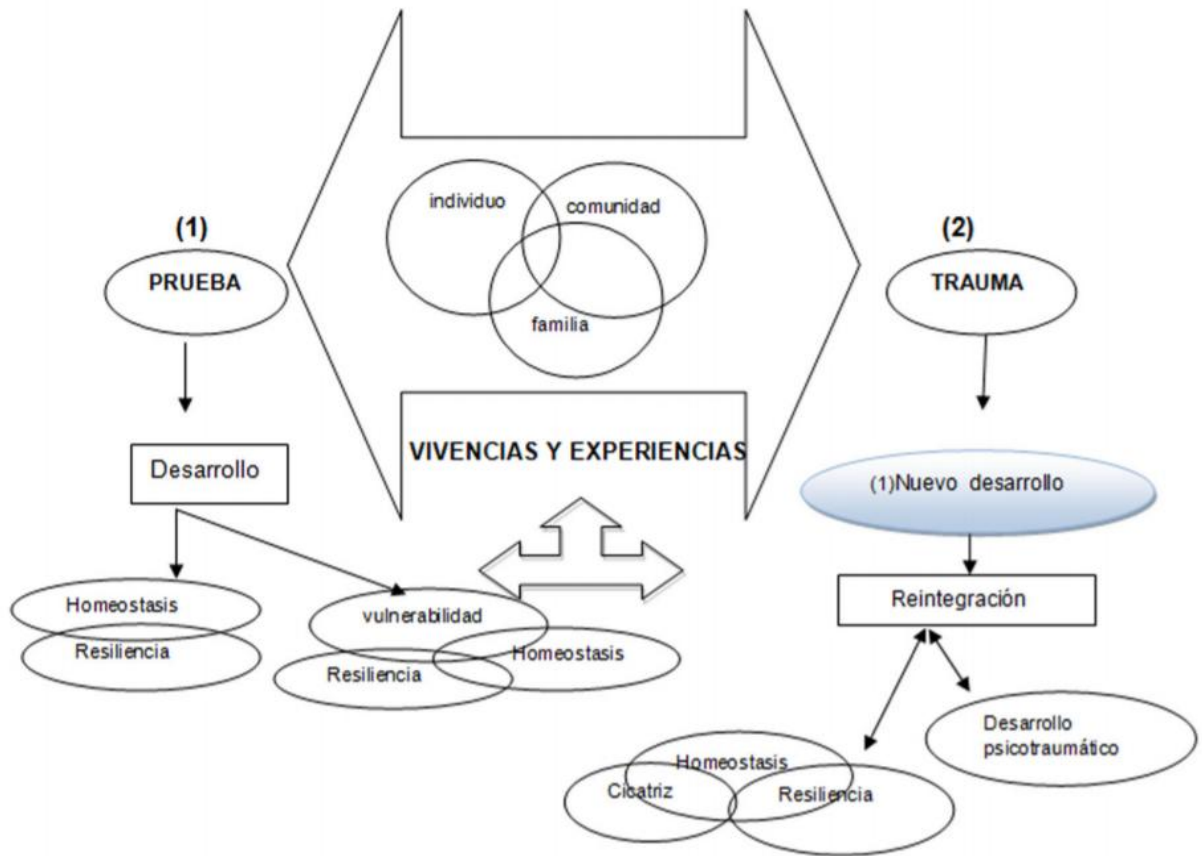 individuo
comunidad
familia
(1)
PRUEBA
(2)
TRAUMA
VIVENCIAS Y EXPERIENCIAS
Desarrollo
(1)Nuevo desarrollo
Homeostasis
Resiliencia
vulnerabilidad
Homeostasis
Resiliencia
Reintegración
Desarrollo
psicotraumático
Homeostasis
Cicatriz
Resiliencia